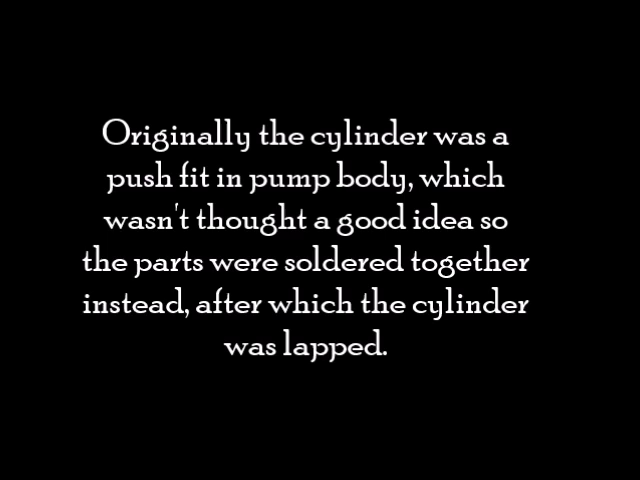 Originally the cylinder was a
push fit in pump body, which
wasn't thought a good idea so
the parts were soldered together
instead, after which the cylinder
was lapped.